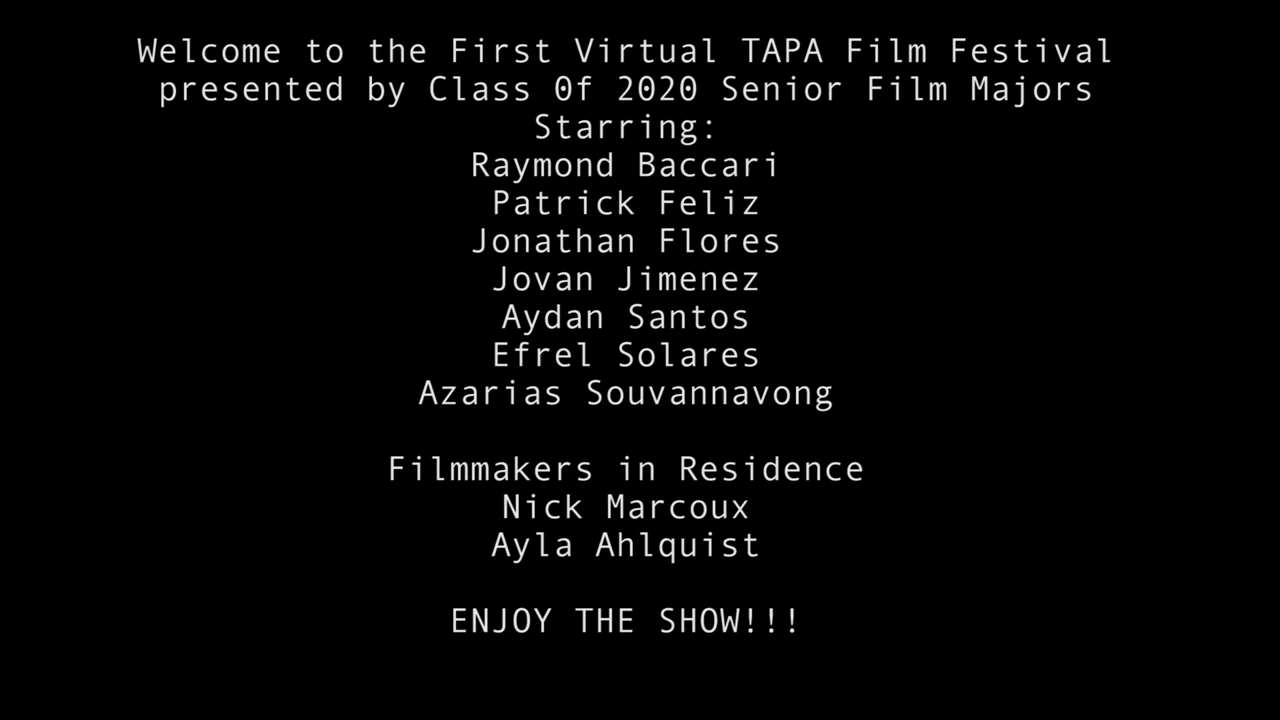 Welcome to the First Virtual TAPA Film Festival
presented by Class 0f 2020 Senior Film Majors
Starring:
Raymond Baccari
Patrick Feliz
Jonathan Flores
Jovan Jimenez
Aydan Santos
Efrel Solares
Azarias Souvannavong
Filmmakers in Residence
Nick Marcoux
Ayla Ahlquist
ENJOY THE SHOW!!!